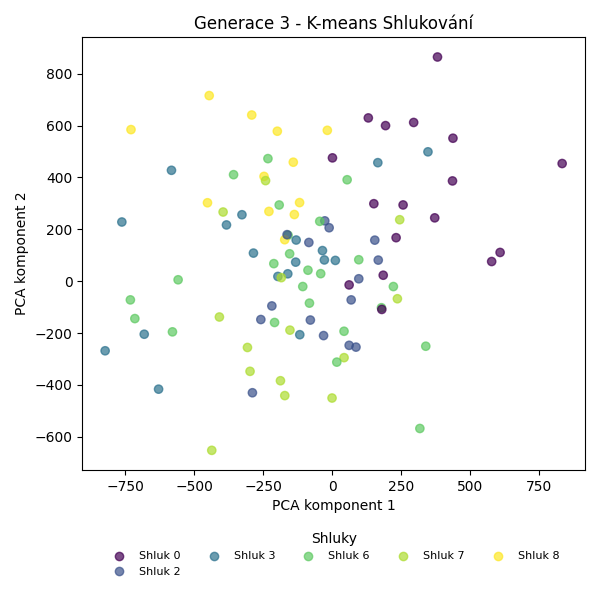 Generace 3 - K-means Shlukování
PCA komponent 2
800
600
400
200
0
−200
−400
−600
−750
−500
−250
0
250
500
750
PCA komponent 1
Shluky
Shluk 0
Shluk 3
Shluk 6
Shluk 7
Shluk 8
Shluk 2